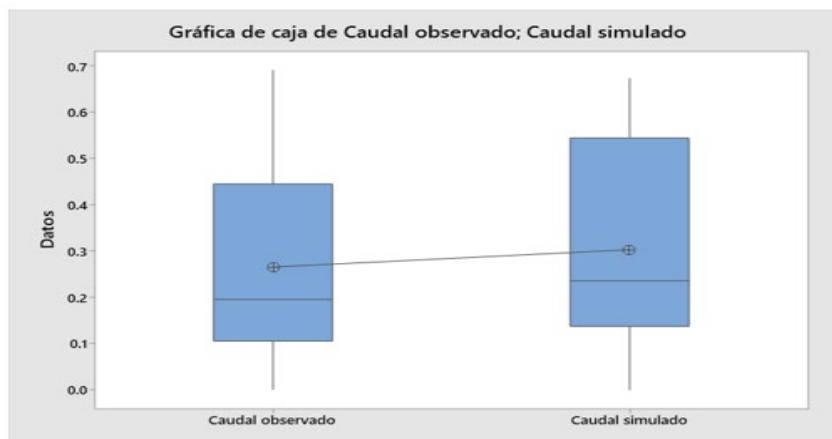 Gráfica de caja de Caudal observado; Caudal simulado
0.7
0.6
0.5
0.4
0.3
0.2
0.1
0.0
Datos
Caudal observado
Caudal simulado